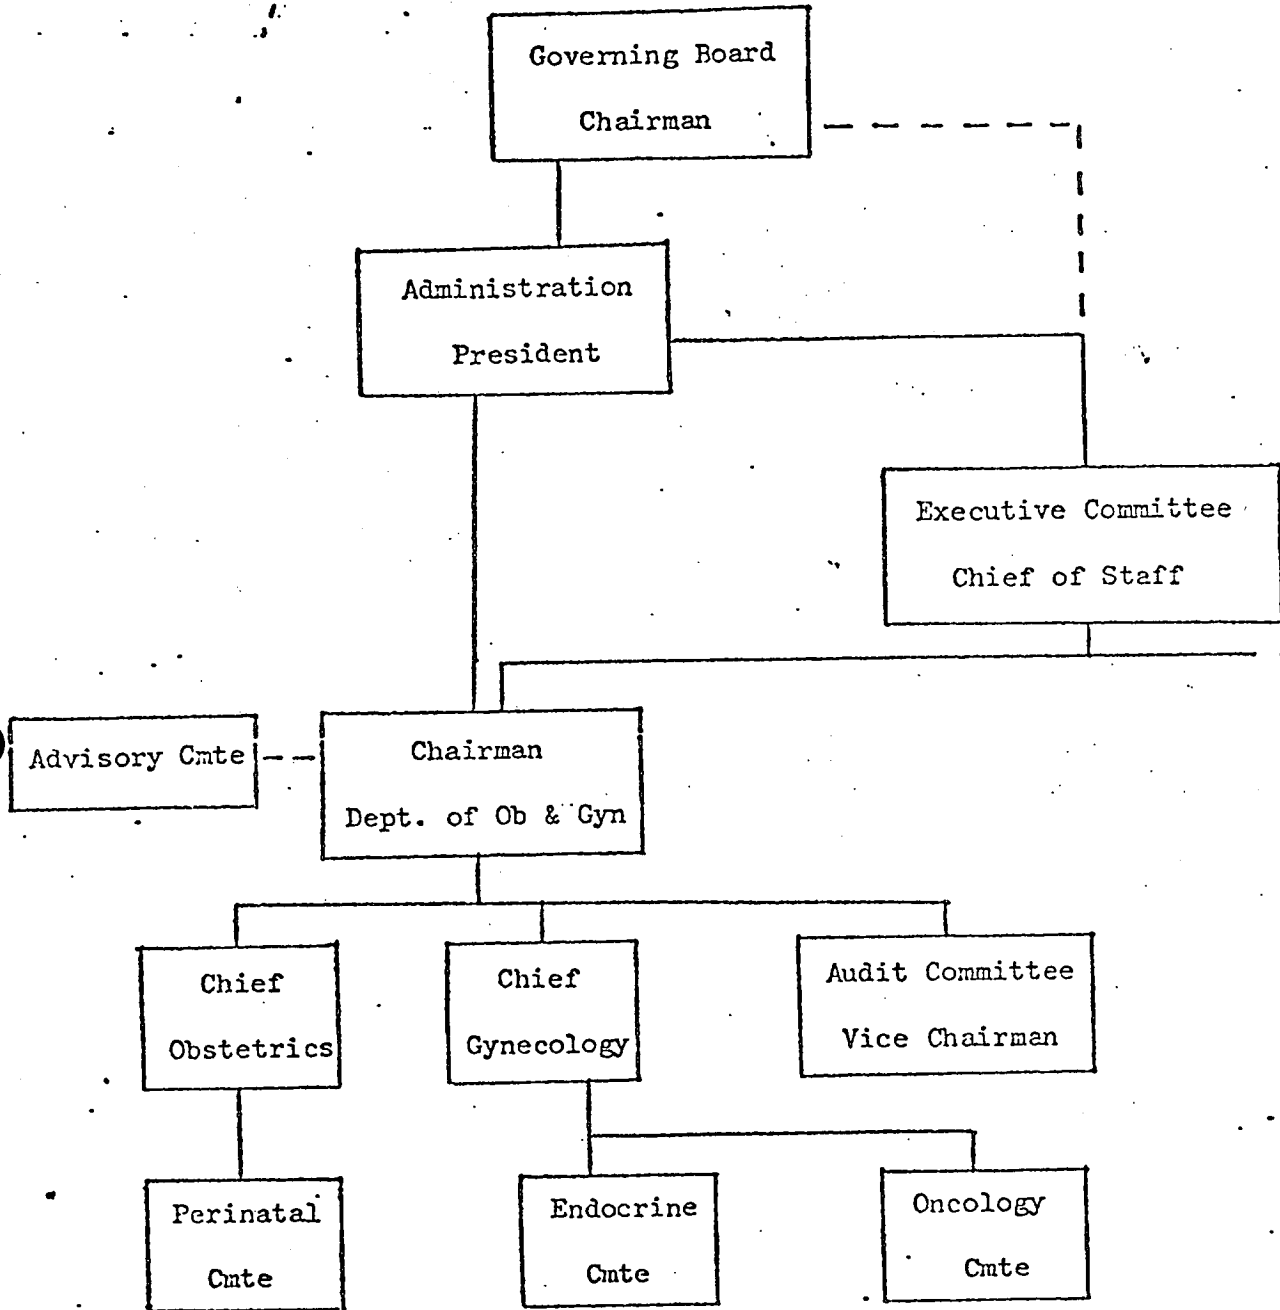 Governing Board
Chairman
Administration
President
Executive Committee
Chief of Staff
Advisory Cmte
Chairman
Dept. of Ob & Gyn
Chief
Obstetrics
Chief
Gynecology
Audit Committee
Vice Chairman
Perinatal
Cmte
Endocrine
Cmte
Oncology
Cmte